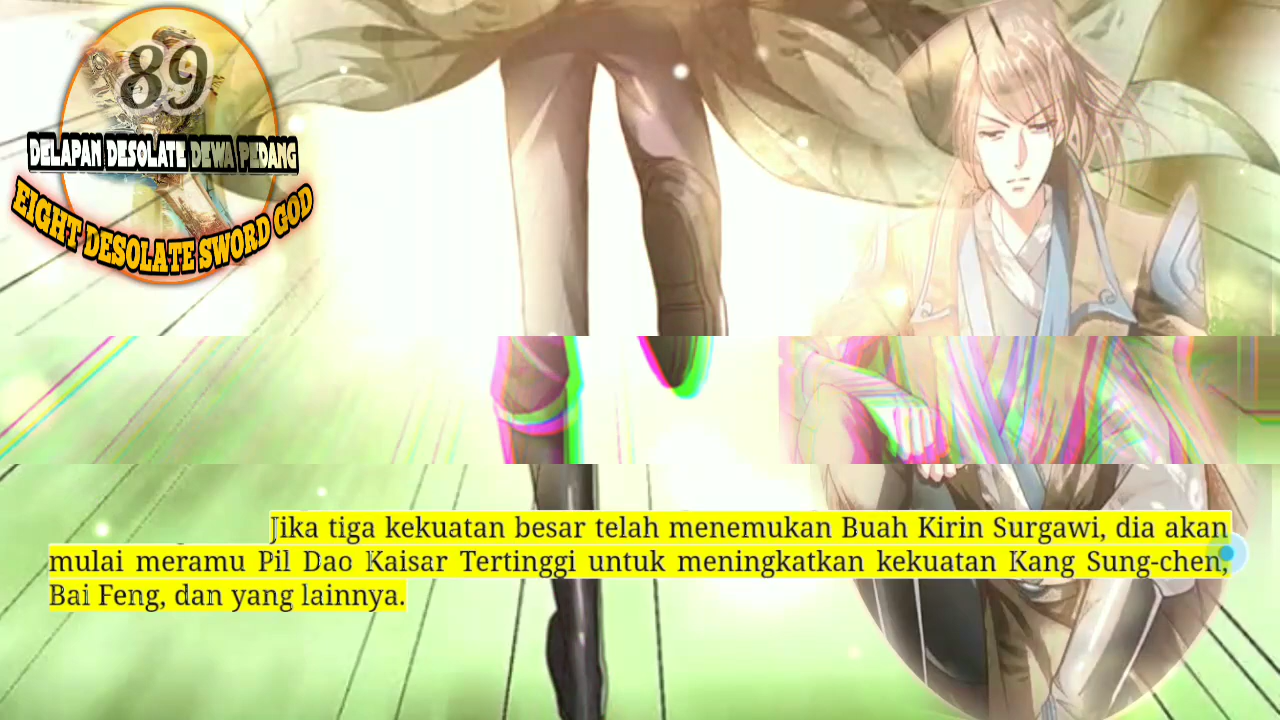 89
DELAPAN DESOLATE DEWA PEDANG
EIGHT DESOLATE SWORD GOD
Jika tiga kekuatan besar telah menemukan Buah Kirin Surgawi, dia akan
mulai meramu Pil Dao Kaisar Tertinggi untuk meningkatkan kekuatan Kang Sung-chen,
Bai Feng, dan yang lainnya.